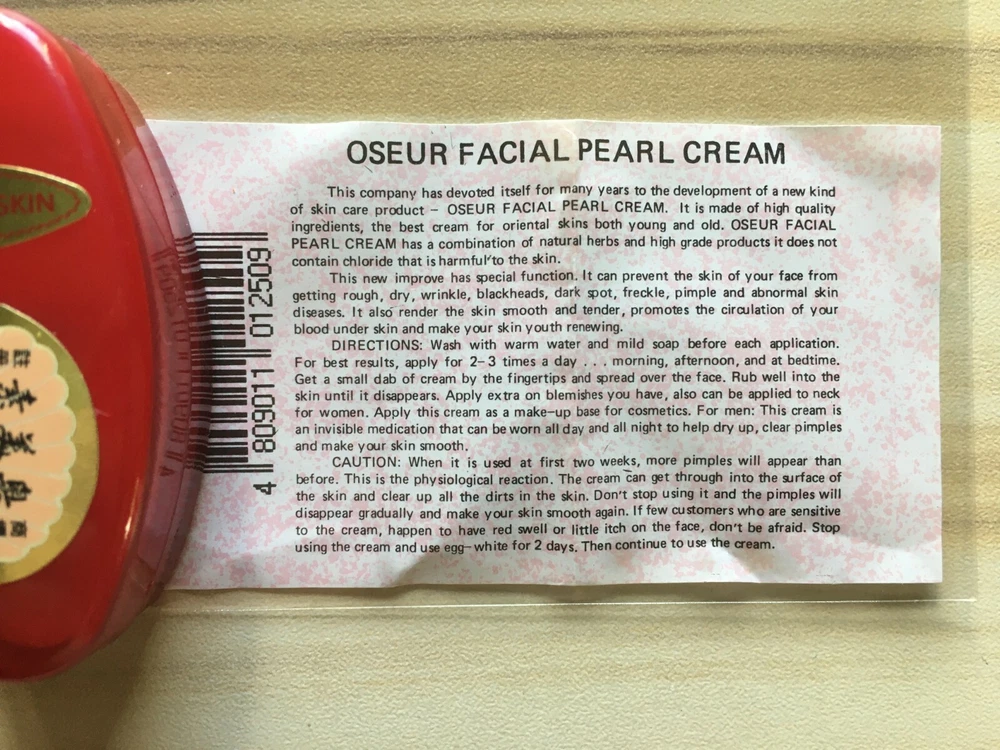 OSEUR FACIAL PEARL CREAM
This company has devoted itself for many years to the development of a new kind
of skin care product – OSEUR FACIAL PEARL CREAM. It is made of high quality
ingredients, the best cream for oriental skins both young and old. OSEUR FACIAL
PEARL CREAM has a combination of natural herbs and high grade products it does not
contain chloride that is harmful to the skin.
This new improve has special function. It can prevent the skin of your face from
getting rough, dry, wrinkle, blackheads, dark spot, freckle, pimple and abnormal skin
diseases. It also render the skin smooth and tender, promotes the circulation of your
blood under skin and make your skin youth renewing.
DIRECTIONS: Wash with warm water and mild soap before each application.
For best results, apply for 2–3 times a day . . . morning, afternoon, and at bedtime.
Get a small dab of cream by the fingertips and spread over the face. Rub well into the
skin until it disappears. Apply extra on blemishes you have, also can be applied to neck
for women. Apply this cream as a make–up base for cosmetics. For men: This cream is
an invisible medication that can be worn all day and all night to help dry up, clear pimples
and make your skin smooth.
CAUTION: When it is used at first two weeks, more pimples will appear than
before. This is the physiological reaction. The cream can get through into the surface of
the skin and clear up all the dirts in the skin. Don't stop using it and the pimples will
disappear gradually and make your skin smooth again. If few customers who are sensitive
to the cream, happen to have red swell or little itch on the face, don't be afraid. Stop
using the cream and use egg–white for 2 days. Then continue to use the cream.
4 809011 012509
SKIN